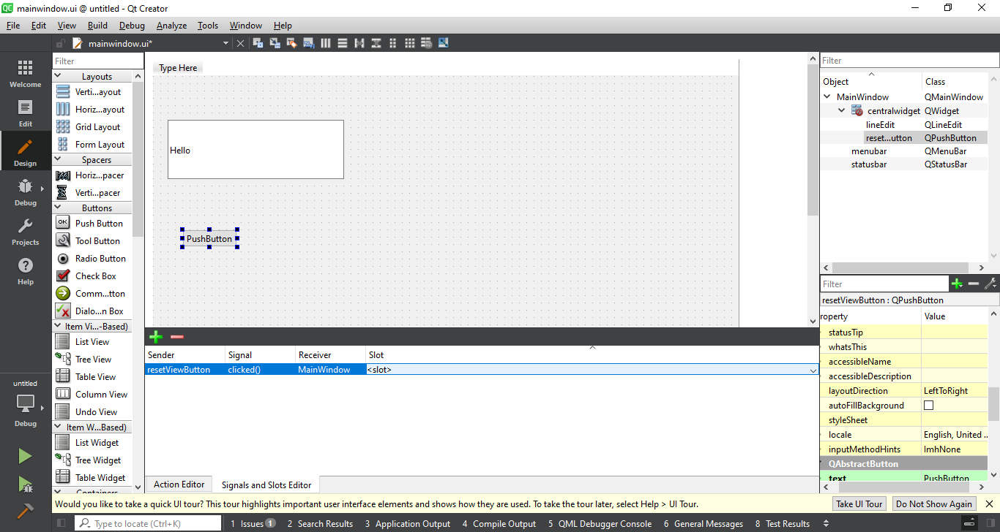 QC mainwindow.ui @ untitled - Qt Creator
File Edit View Build Debug Analyze Tools Window Help
mainwindow.ui*
Welcome
Edit
Design
Debug
Projects
Help
untitled
Debug
Filter
Layouts
Verti...ayout
Horiz...ayout
Grid Layout
Form Layout
Spacers
Horiz...pacer
Verti...pacer
Buttons
OK Push Button
Tool Button
Radio Button
Check Box
Comm...tton
Dialo...n Box
Item Vi...-Based)
List View
Tree View
Table View
Column View
Undo View
Item W...Based)
List Widget
Tree Widget
Table Widget
Containers
Type Here
Hello
PushButton
Sender Signal Receiver Slot
resetViewButton clicked() MainWindow <slot>
Action Editor Signals and Slots Editor
Filter
Object Class
MainWindow QMainWindow
centralwidget QWidget
lineEdit QLineEdit
reset...utton QPushButton
menubar QMenuBar
statusbar QStatusBar
Filter
resetViewButton : QPushButton
roperty Value
statusTip
whatsThis
accessibleName
accessibleDescription
layoutDirection LeftToRight
autoFillBackground
styleSheet
locale English, United ..
inputMethodHints ImhNone
QAbstractButton
text PushButton
Would you like to take a quick UI tour? This tour highlights important user interface elements and shows how they are used. To take the tour later, select Help > UI Tour. Take UI Tour Do Not Show Again
Type to locate (Ctrl+K) 1 Issues 1 2 Search Results 3 Application Output 4 Compile Output 5 QML Debugger Console 6 General Messages 8 Test Results